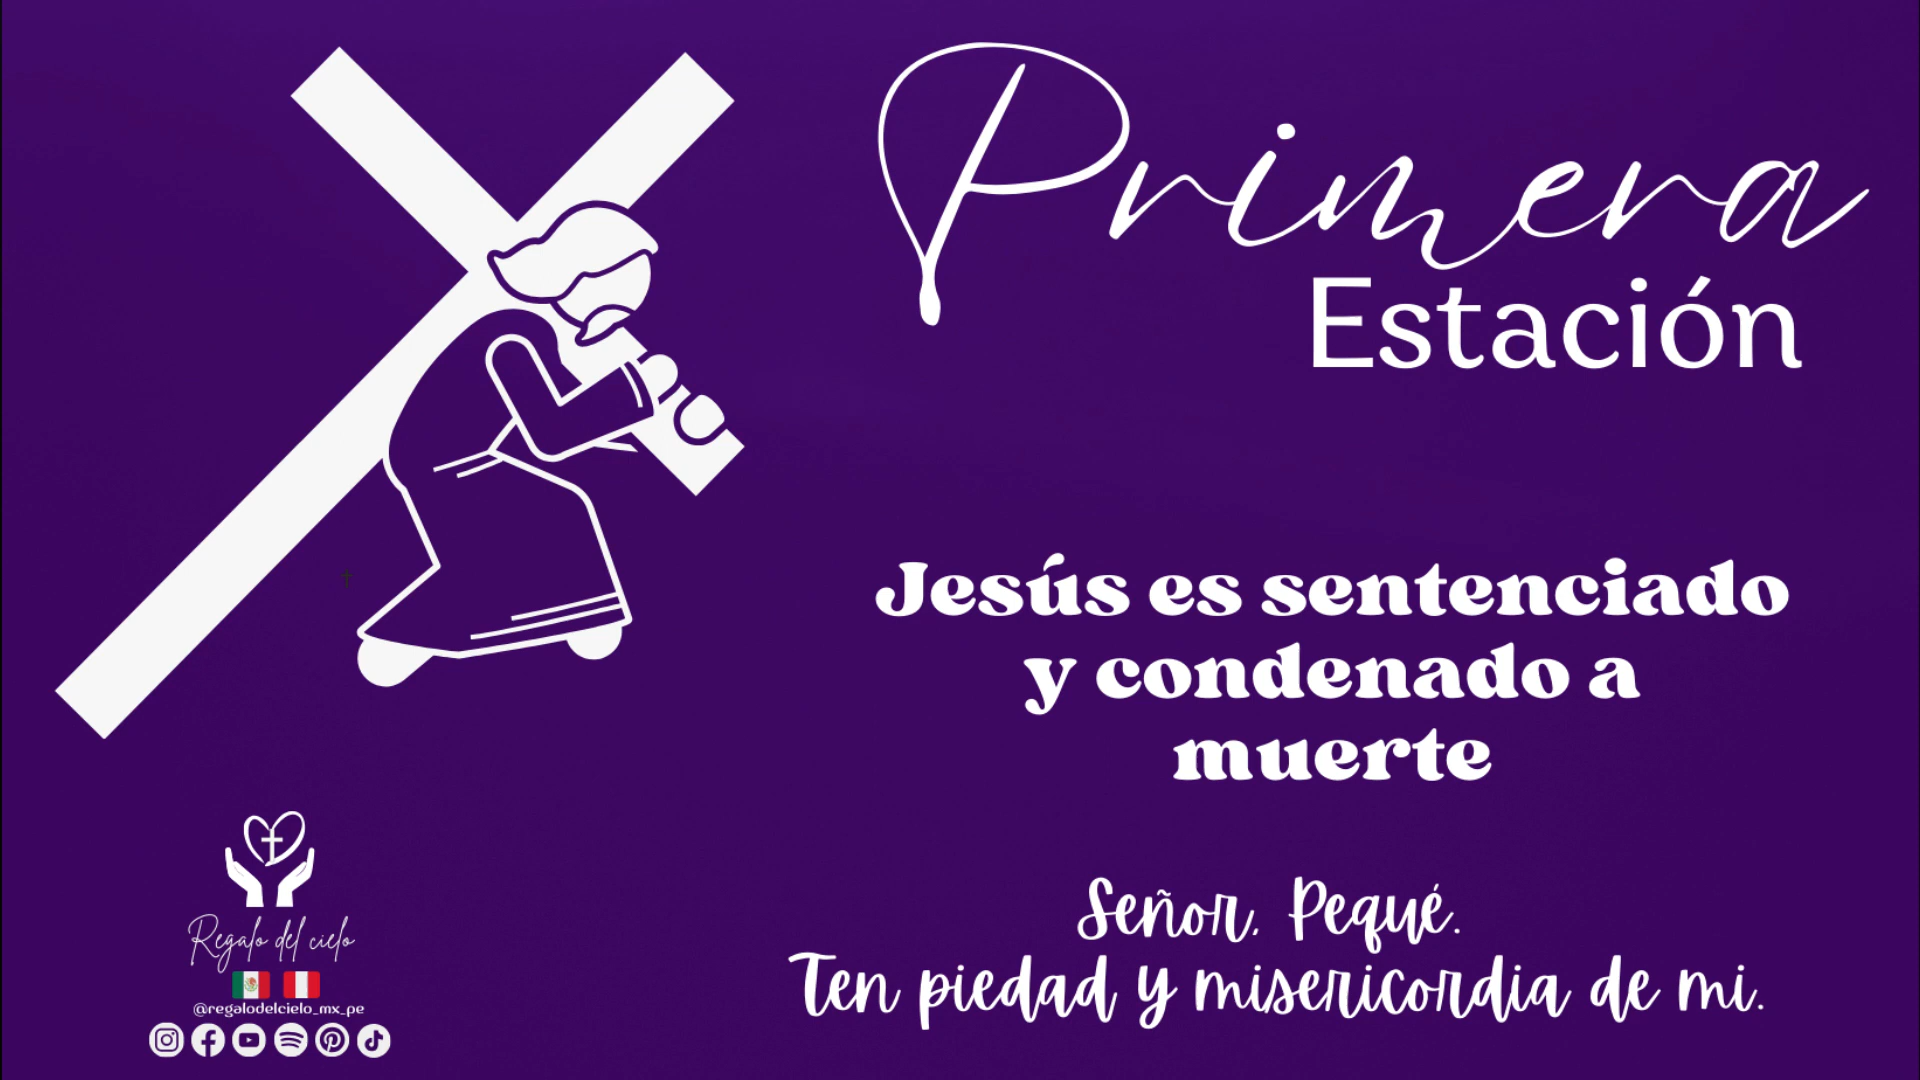 Primera
Estación
Jesús es sentenciado
y condenado a
muerte
Señor, Pequé.
Ten piedad y misericordia de mi.
Regalo del cielo
@regalodelcielo_mx_pe